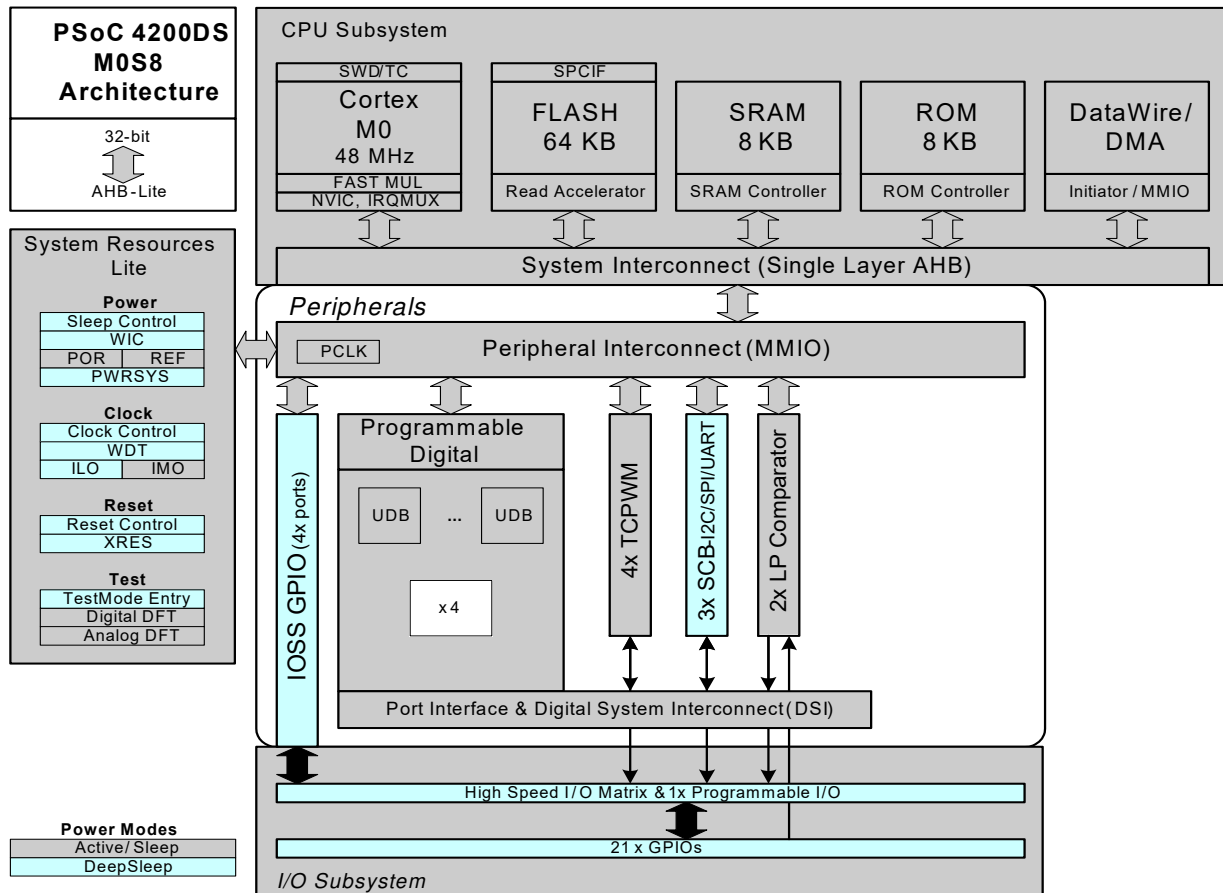 PSoC 4200DS
M0S8
Architecture
32-bit
AHB-Lite
CPU Subsystem
SWD/TC
Cortex
M0
48 MHz
FAST MUL
NVIC, IRQMUX
SPCIF
FLASH
64 KB
Read Accelerator
SRAM
8 KB
SRAM Controller
ROM
8 KB
ROM Controller
DataWire/
DMA
Initiator / MMIO
System Interconnect (Single Layer AHB)
System Resources
Lite
Power
Sleep Control
WIC
POR REF
PWRSYS
Clock
Clock Control
WDT
ILO IMO
Reset
Reset Control
XRES
Test
TestMode Entry
Digital DFT
Analog DFT
Peripherals
PCLK
Peripheral Interconnect (MMIO)
IOSS GPIO (4x ports)
Programmable
Digital
UDB ... UDB
x 4
4x TCPWM
3x SCB-I2C/SPI/UART
2x LP Comparator
Port Interface & Digital System Interconnect (DSI)
High Speed I/O Matrix & 1x Programmable I/O
21 x GPIOs
I/O Subsystem
Power Modes
Active/ Sleep
DeepSleep